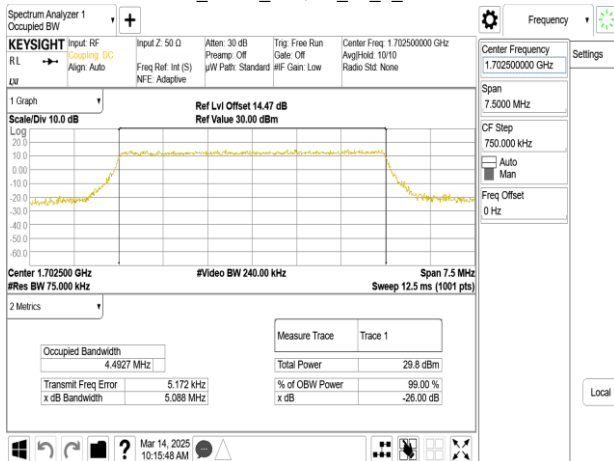 Spectrum Analyzer 1
Occupied BW
Frequency
KEYSIGHT
RL
LXI
Input: RF
Coupling: DC
Align: Auto
Input Z: 50 Ω
Freq Ref: Int (S)
NFE: Adaptive
Atten: 30 dB
Preamp: Off
µW Path: Standard
Trig: Free Run
Gate: Off
#IF Gain: Low
Center Freq: 1.702500000 GHz
Avg|Hold: 10/10
Radio Std: None
Center Frequency
1.702500000 GHz
Settings
Span
7.5000 MHz
CF Step
750.000 kHz
Auto
Man
Freq Offset
0 Hz
Local
1 Graph
Scale/Div 10.0 dB
Ref Lvl Offset 14.47 dB
Ref Value 30.00 dBm
Log
20.0
10.0
0.00
-10.0
-20.0
-30.0
-40.0
-50.0
-60.0
Center 1.702500 GHz
#Video BW 240.00 kHz
Span 7.5 MHz
#Res BW 75.000 kHz
Sweep 12.5 ms (1001 pts)
2 Metrics
Measure Trace Trace 1
Occupied Bandwidth
4.4927 MHz
Total Power 29.8 dBm
Transmit Freq Error 5.172 kHz
% of OBW Power 99.00 %
x dB Bandwidth 5.088 MHz
x dB -26.00 dB
?
Mar 14, 2025
10:15:48 AM